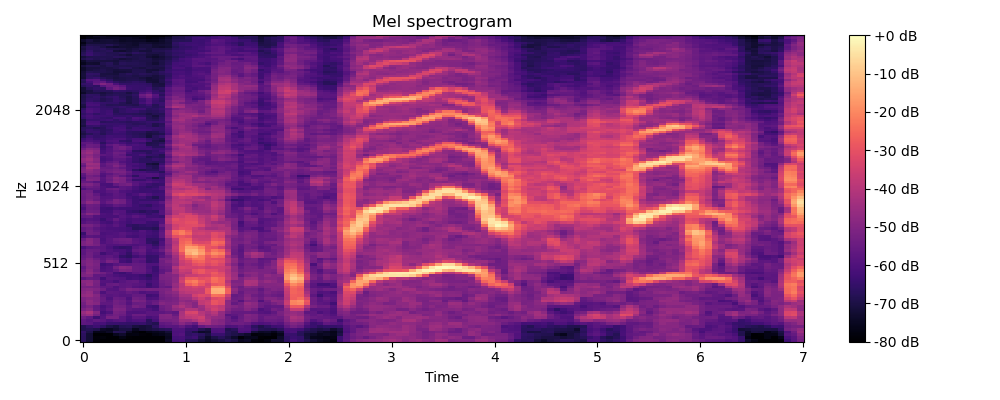 Mel spectrogram
+0 dB
-10 dB
-20 dB
-30 dB
-40 dB
-50 dB
-60 dB
-70 dB
-80 dB
2048
1024
512
0
Hz
0 1 2 3 4 5 6 7
Time